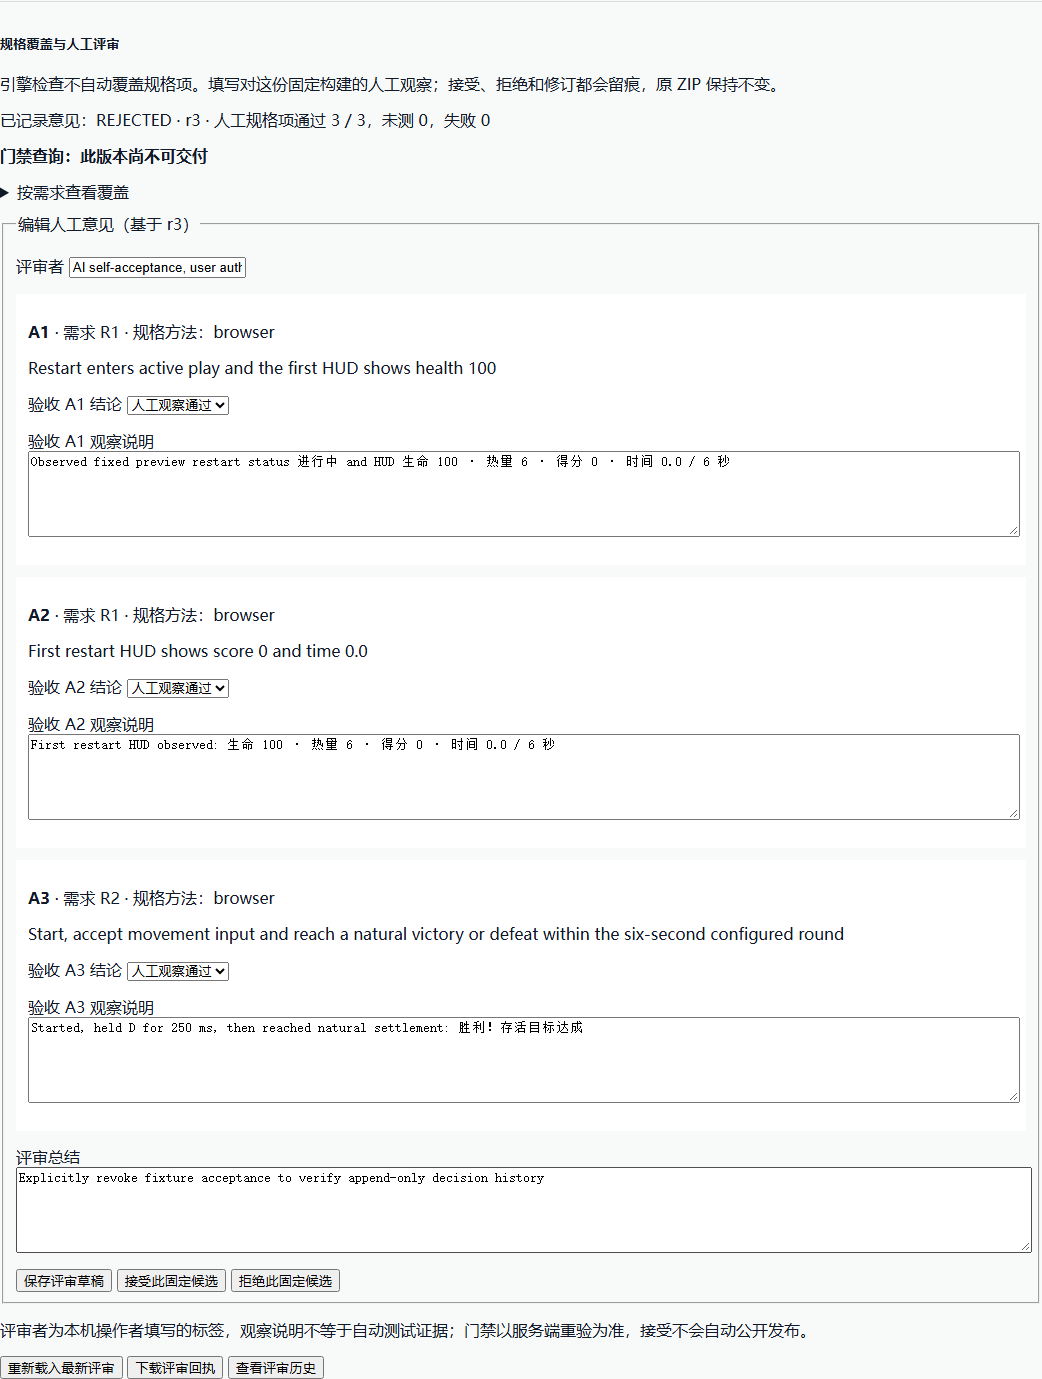 规格覆盖与人工评审
引擎检查不自动覆盖规格项。填写对这份固定构建的人工观察；接受、拒绝和修订都会留痕，原 ZIP 保持不变。
已记录意见：REJECTED · r3 · 人工规格项通过 3 / 3，未测 0，失败 0
门禁查询：此版本尚不可交付
按需求查看覆盖
编辑人工意见（基于 r3）
评审者 AI self-acceptance, user auth
A1 · 需求 R1 · 规格方法：browser
Restart enters active play and the first HUD shows health 100
验收 A1 结论 人工观察通过
验收 A1 观察说明
Observed fixed preview restart status 进行中 and HUD 生命 100 · 热量 6 · 得分 0 · 时间 0.0 / 6 秒
A2 · 需求 R1 · 规格方法：browser
First restart HUD shows score 0 and time 0.0
验收 A2 结论 人工观察通过
验收 A2 观察说明
First restart HUD observed: 生命 100 · 热量 6 · 得分 0 · 时间 0.0 / 6 秒
A3 · 需求 R2 · 规格方法：browser
Start, accept movement input and reach a natural victory or defeat within the six-second configured round
验收 A3 结论 人工观察通过
验收 A3 观察说明
Started, held D for 250 ms, then reached natural settlement: 胜利！存活目标达成
评审总结
Explicitly revoke fixture acceptance to verify append-only decision history
保存评审草稿 接受此固定候选 拒绝此固定候选
评审者为本机操作者填写的标签，观察说明不等于自动测试证据；门禁以服务端重验为准，接受不会自动公开发布。
重新载入最新评审 下载评审回执 查看评审历史